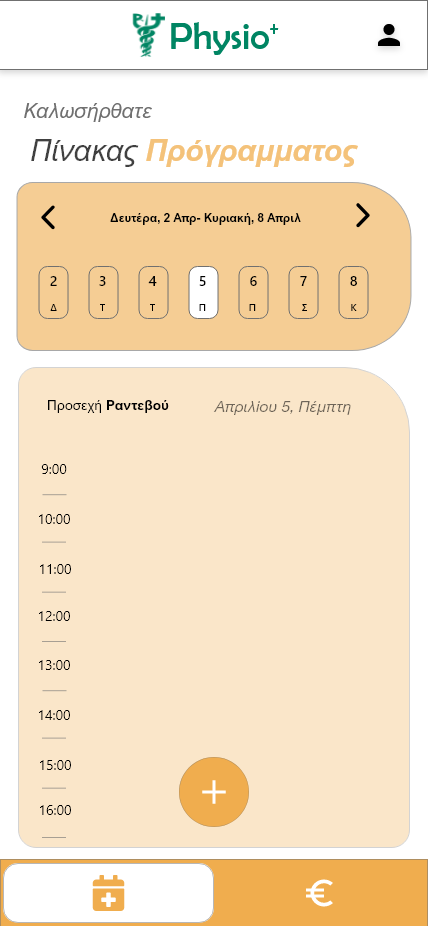 Physio+
Καλωσήρθατε
Πίνακας Πρόγραμματος
Δευτέρα, 2 Απρ- Κυριακή, 8 Απριλ
2 3 4 5 6 7 8
Δ Τ Τ Π Π Σ Κ
Προσεχή Ραντεβού Απριλίου 5, Πέμπτη
9:00
10:00
11:00
12:00
13:00
14:00
15:00
16:00
€